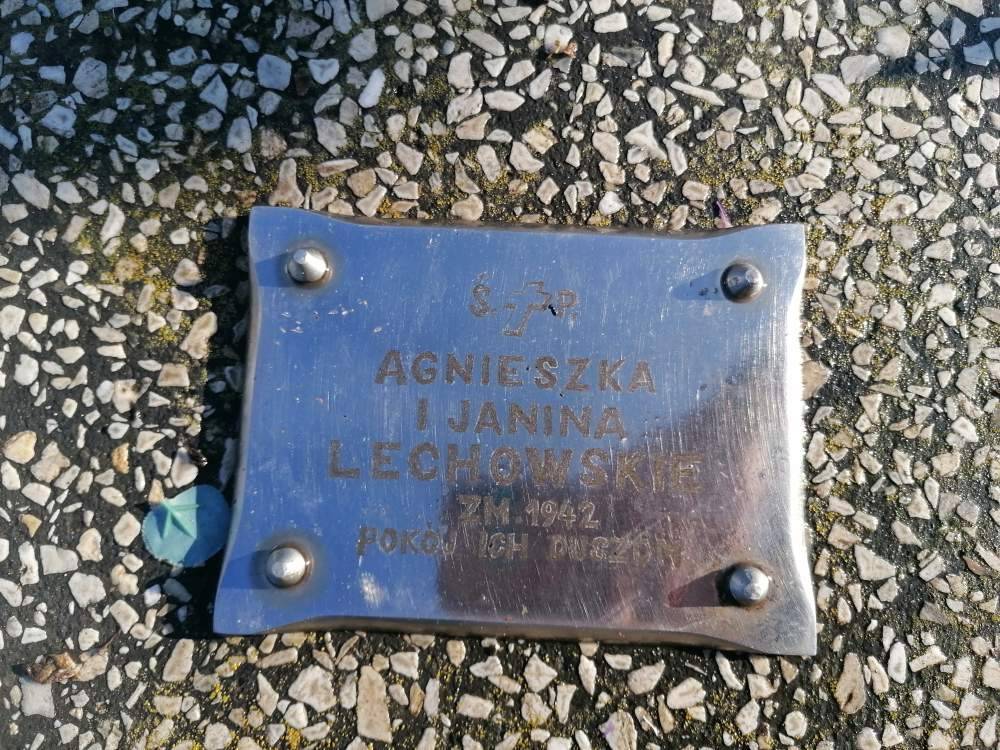 Ś. P.
AGNIESZKA
I JANINA
LECHOWSKIE
ZM. 1942
POKÓJ ICH DUSZOM